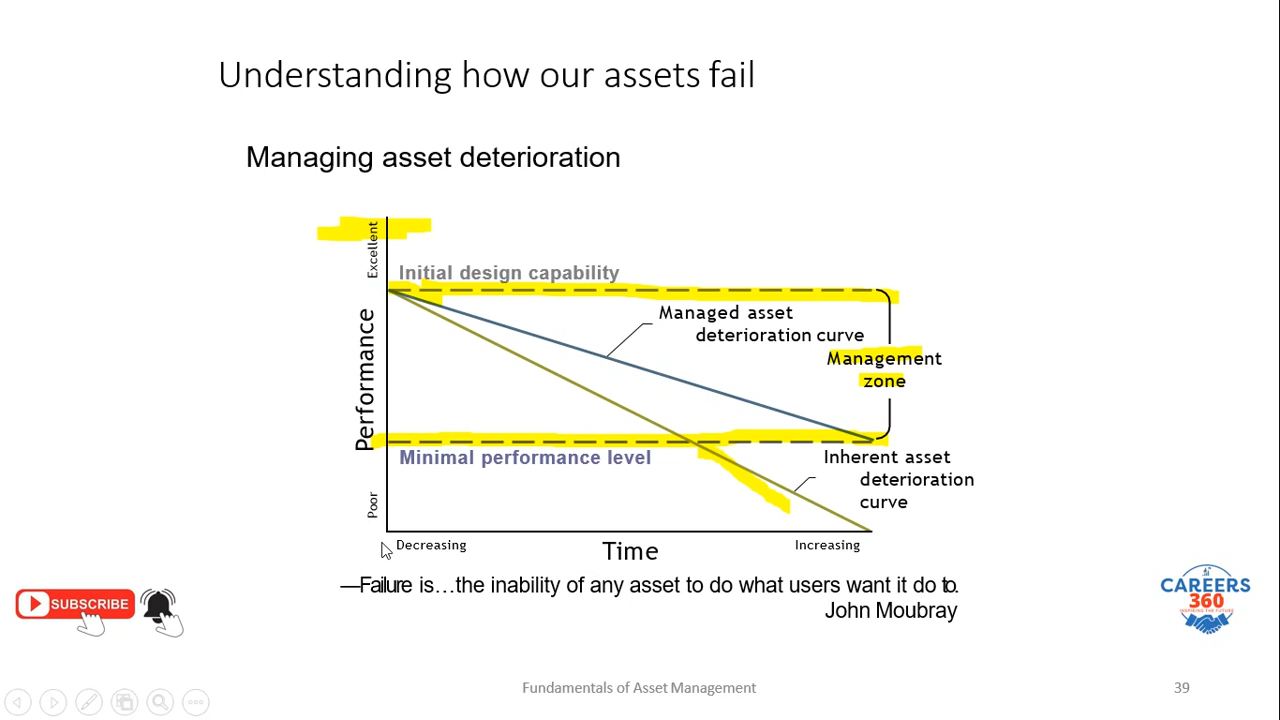 Understanding how our assets fail
Managing asset deterioration
Excellent
Performance
Poor
Initial design capability
Managed asset
deterioration curve
Management
zone
Minimal performance level
Inherent asset
deterioration
curve
Decreasing
Time
Increasing
—Failure is…the inability of any asset to do what users want it do to.
John Moubray
SUBSCRIBE
CAREERS
360
Fundamentals of Asset Management
39